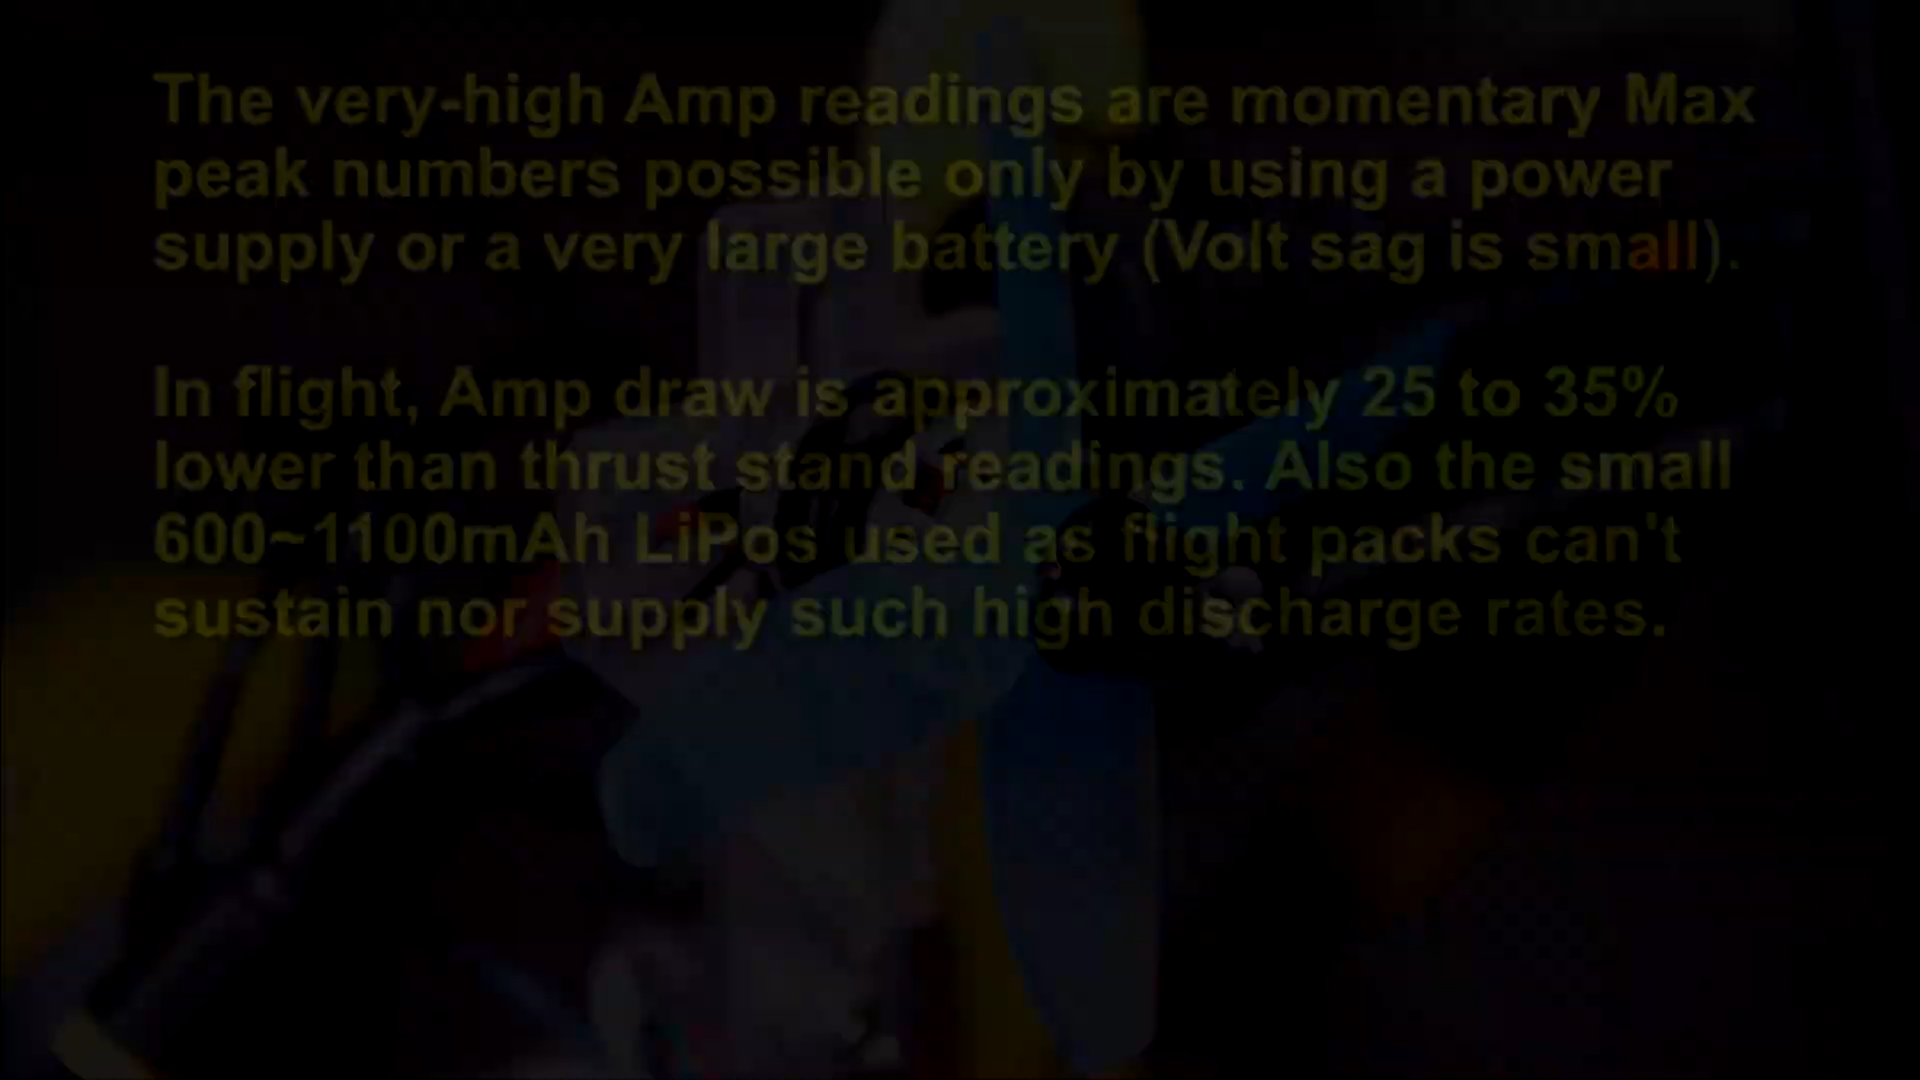 The very-high Amp readings are momentary Max
peak numbers possible only by using a power
supply or a very large battery (Volt sag is small).
In flight, Amp draw is approximately 25 to 35%
lower than thrust stand readings. Also the small
600~1100mAh LiPos used as flight packs can't
sustain nor supply such high discharge rates.